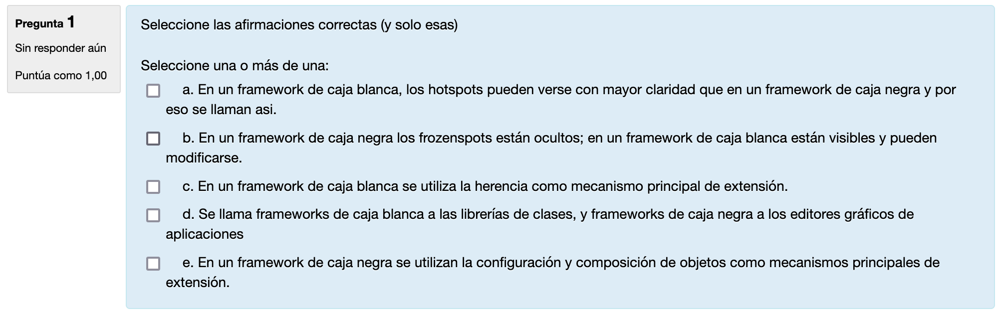 Pregunta 1
Sin responder aún
Puntúa como 1,00
Seleccione las afirmaciones correctas (y solo esas)
Seleccione una o más de una:
a. En un framework de caja blanca, los hotspots pueden verse con mayor claridad que en un framework de caja negra y por
eso se llaman asi.
b. En un framework de caja negra los frozenspots están ocultos; en un framework de caja blanca están visibles y pueden
modificarse.
c. En un framework de caja blanca se utiliza la herencia como mecanismo principal de extensión.
d. Se llama frameworks de caja blanca a las librerías de clases, y frameworks de caja negra a los editores gráficos de
aplicaciones
e. En un framework de caja negra se utilizan la configuración y composición de objetos como mecanismos principales de
extensión.